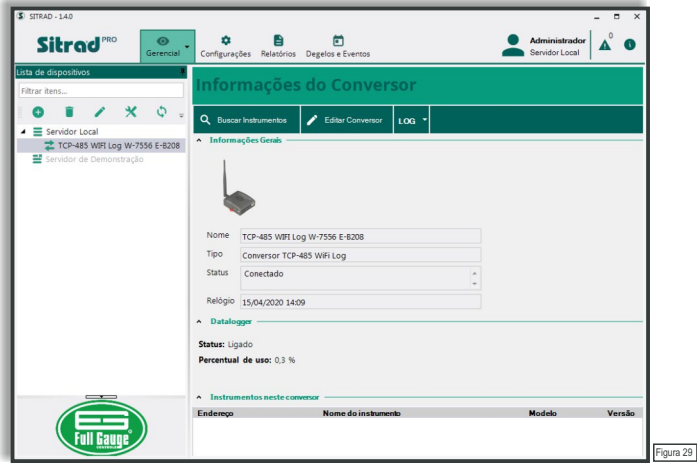 SITRAD - 1.4.0
Sitrad PRO
Gerencial
Configurações
Relatórios
Degelos e Eventos
Administrador
Servidor Local
0
Lista de dispositivos
Filtrar itens...
Servidor Local
TCP-485 WIFI Log W-7556 E-B208
Servidor de Demonstração
Full Gauge
CONTROLS
Informações do Conversor
Buscar Instrumentos
Editar Conversor
LOG
Informações Gerais
Nome TCP-485 WIFI Log W-7556 E-B208
Tipo Conversor TCP-485 WiFi Log
Status Conectado
Relógio 15/04/2020 14:09
Datalogger
Status: Ligado
Percentual de uso: 0,3 %
Instrumentos neste conversor
Endereço Nome do instrumento Modelo Versão
Figura 29